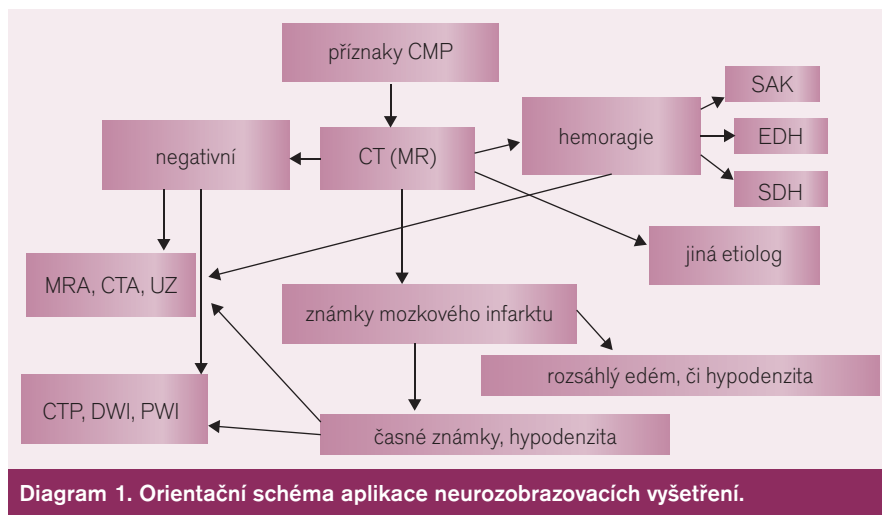 příznaky CMP
SAK
hemoragie
EDH
negativní
CT (MR)
SDH
jiná etiolog
MRA, CTA, UZ
známky mozkového infarktu
rozsáhlý edém, či hypodenzita
CTP, DWI, PWI
časné známky, hypodenzita
Diagram 1. Orientační schéma aplikace neurozobrazovacích vyšetření.